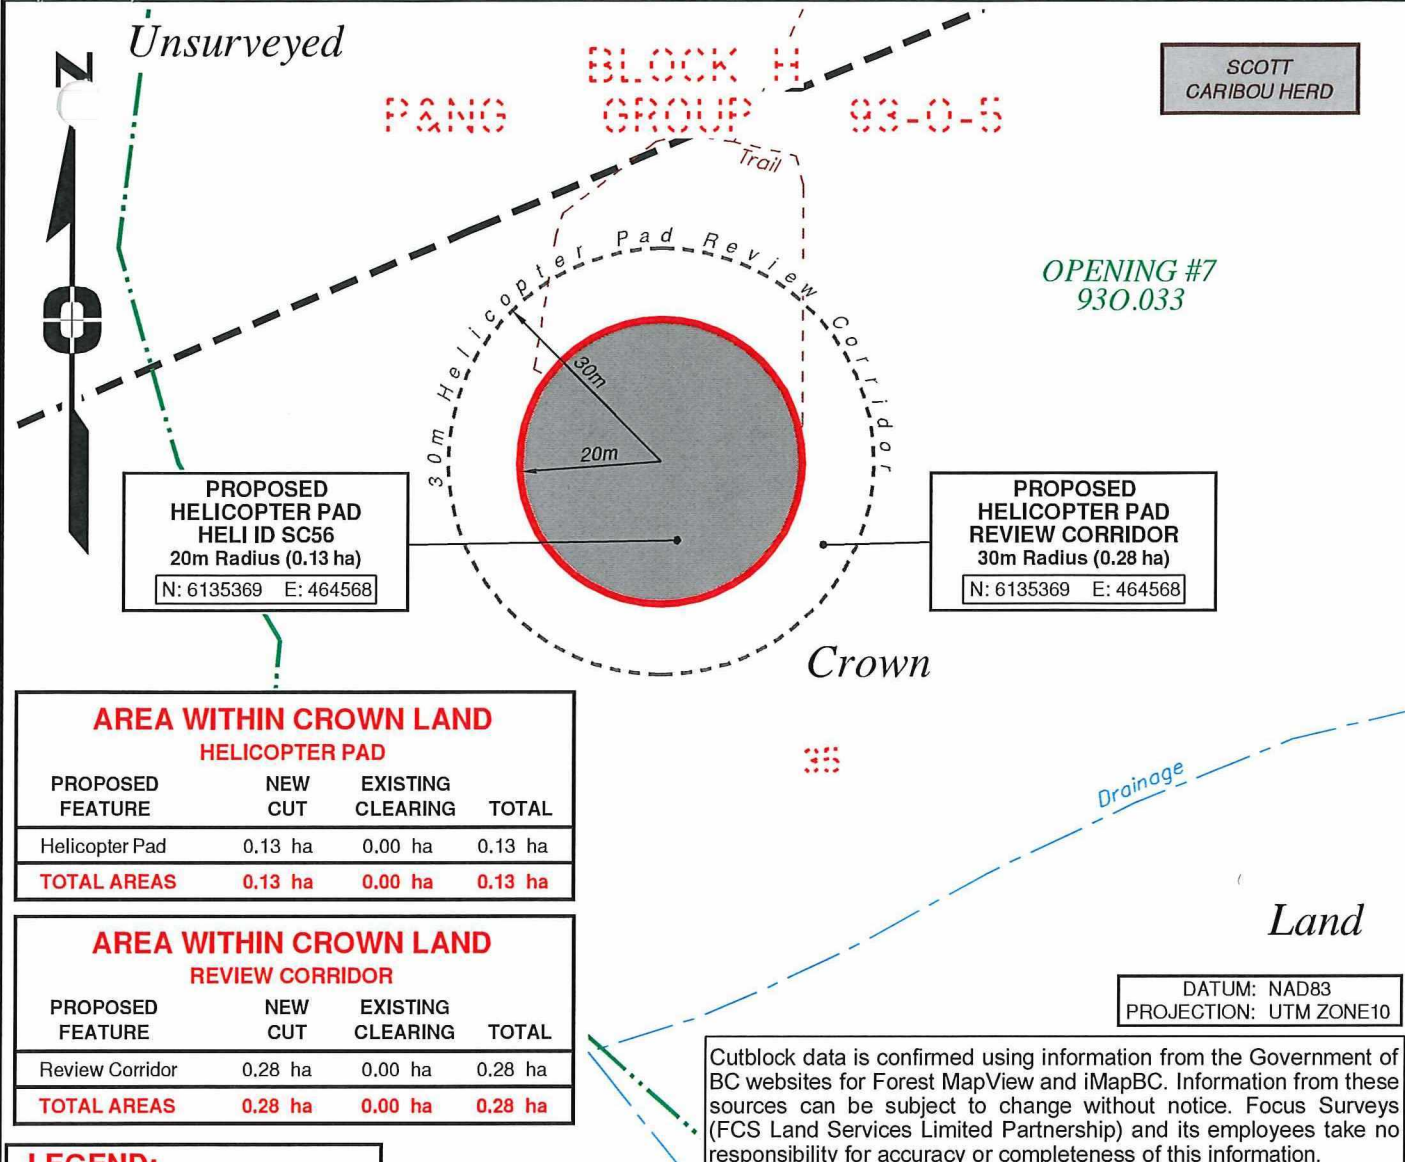 Unsurveyed
N
BLOCK H
P&NG GROUP 93-O-5
SCOTT
CARIBOU HERD
Trail
OPENING #7
93O.033
30m Helicopter Pad Review Corridor
30m
20m
PROPOSED
HELICOPTER PAD
HELI ID SC56
20m Radius (0.13 ha)
N: 6135369 E: 464568
PROPOSED
HELICOPTER PAD
REVIEW CORRIDOR
30m Radius (0.28 ha)
N: 6135369 E: 464568
Crown
35
Drainage
Land
AREA WITHIN CROWN LAND
HELICOPTER PAD
PROPOSED NEW EXISTING
FEATURE CUT CLEARING TOTAL
Helicopter Pad 0.13 ha 0.00 ha 0.13 ha
TOTAL AREAS 0.13 ha 0.00 ha 0.13 ha
AREA WITHIN CROWN LAND
REVIEW CORRIDOR
PROPOSED NEW EXISTING
FEATURE CUT CLEARING TOTAL
Review Corridor 0.28 ha 0.00 ha 0.28 ha
TOTAL AREAS 0.28 ha 0.00 ha 0.28 ha
DATUM: NAD83
PROJECTION: UTM ZONE10
Cutblock data is confirmed using information from the Government of
BC websites for Forest MapView and iMapBC. Information from these
sources can be subject to change without notice. Focus Surveys
(FCS Land Services Limited Partnership) and its employees take no
responsibility for accuracy or completeness of this information.
LEGEND: